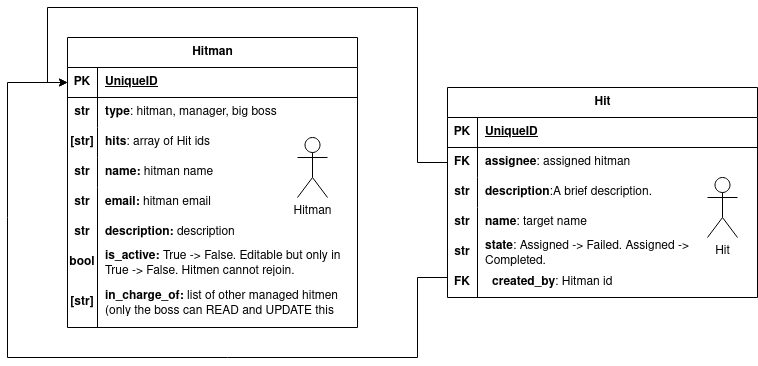 Hitman
PK UniqueID
str type: hitman, manager, big boss
[str] hits: array of Hit ids
str name: hitman name
str email: hitman email
str description: description
bool is_active: True -> False. Editable but only in
True -> False. Hitmen cannot rejoin.
[str] in_charge_of: list of other managed hitmen
(only the boss can READ and UPDATE this
Hitman
Hit
PK UniqueID
FK assignee: assigned hitman
str description:A brief description.
str name: target name
str state: Assigned -> Failed. Assigned ->
Completed.
FK created_by: Hitman id
Hit